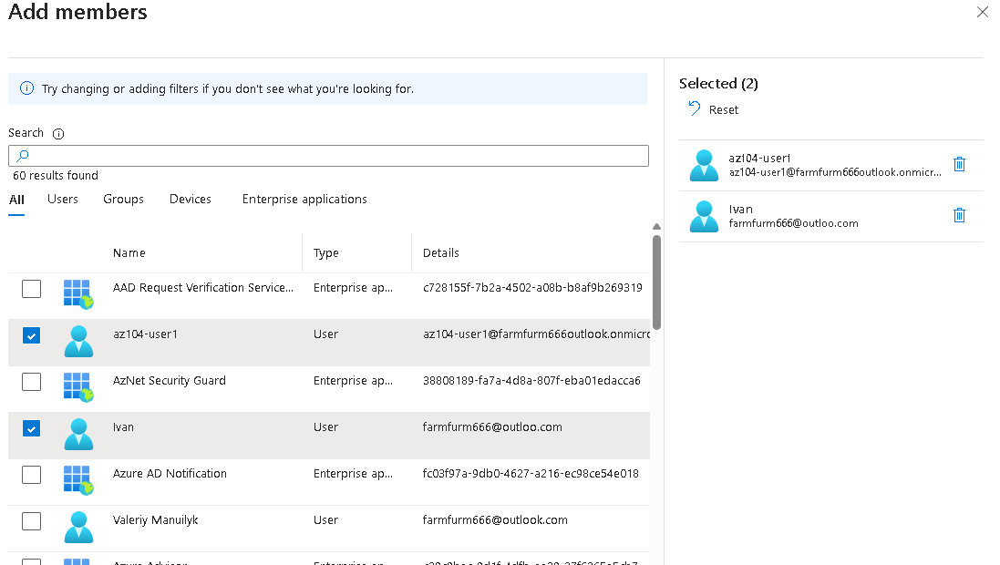 Add members
Try changing or adding filters if you don't see what you're looking for.
Search
60 results found
All Users Groups Devices Enterprise applications
Name Type Details
AAD Request Verification Service... Enterprise ap... c728155f-7b2a-4502-a08b-b8af9b269319
az104-user1 User az104-user1@farmfurm666outlook.onmicro
AzNet Security Guard Enterprise ap... 38808189-fa7a-4d8a-807f-eba01edacca6
Ivan User farmfurm666@outloo.com
Azure AD Notification Enterprise ap... fc03f97a-9db0-4627-a216-ec98ce54e018
Valeriy Manuilyk User farmfurm666@outlook.com
Selected (2)
Reset
az104-user1
az104-user1@farmfurm666outlook.onmicr...
Ivan
farmfurm666@outloo.com